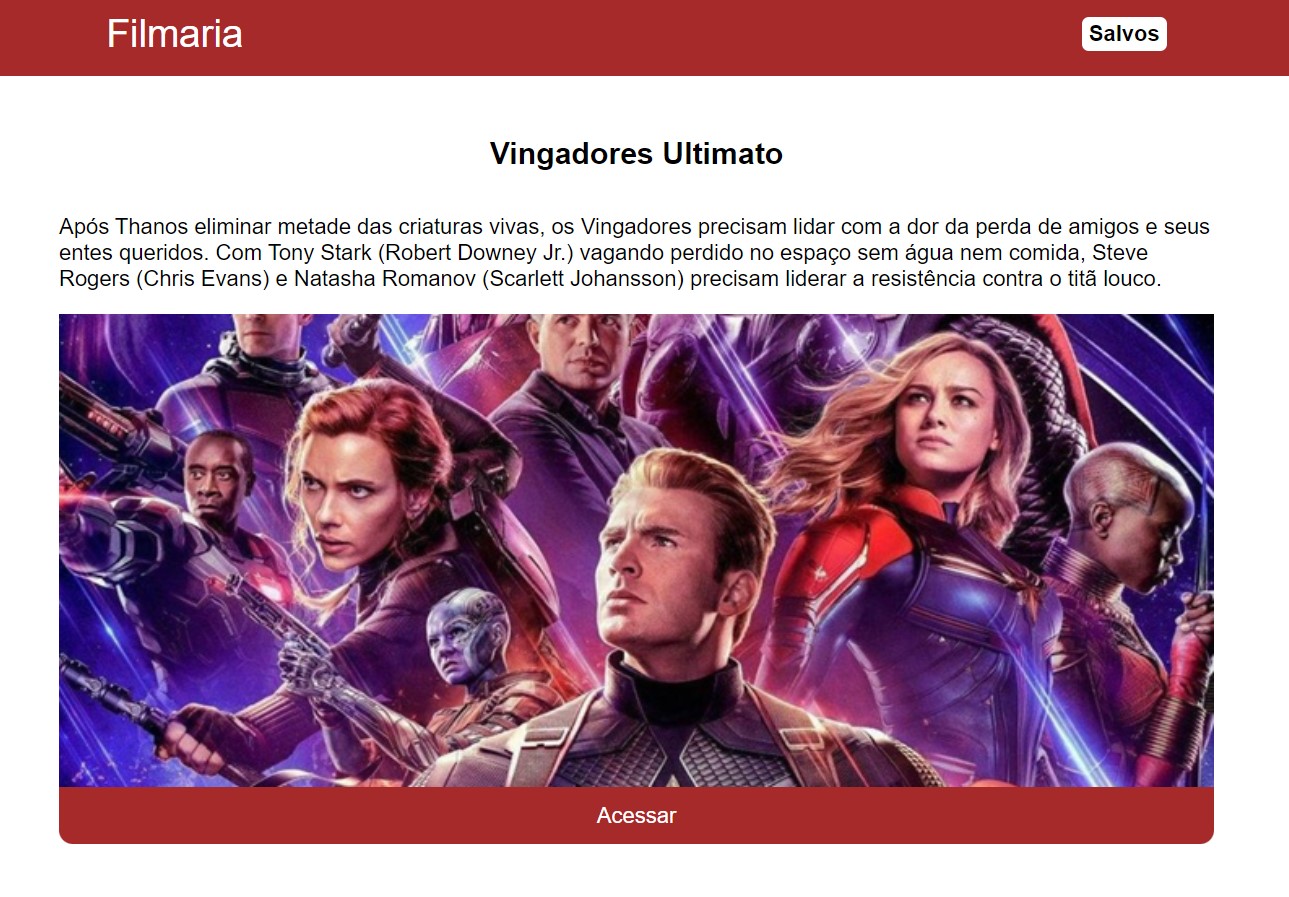 Filmaria
Salvos
Vingadores Ultimato
Após Thanos eliminar metade das criaturas vivas, os Vingadores precisam lidar com a dor da perda de amigos e seus
entes queridos. Com Tony Stark (Robert Downey Jr.) vagando perdido no espaço sem água nem comida, Steve
Rogers (Chris Evans) e Natasha Romanov (Scarlett Johansson) precisam liderar a resistência contra o titã louco.
Acessar